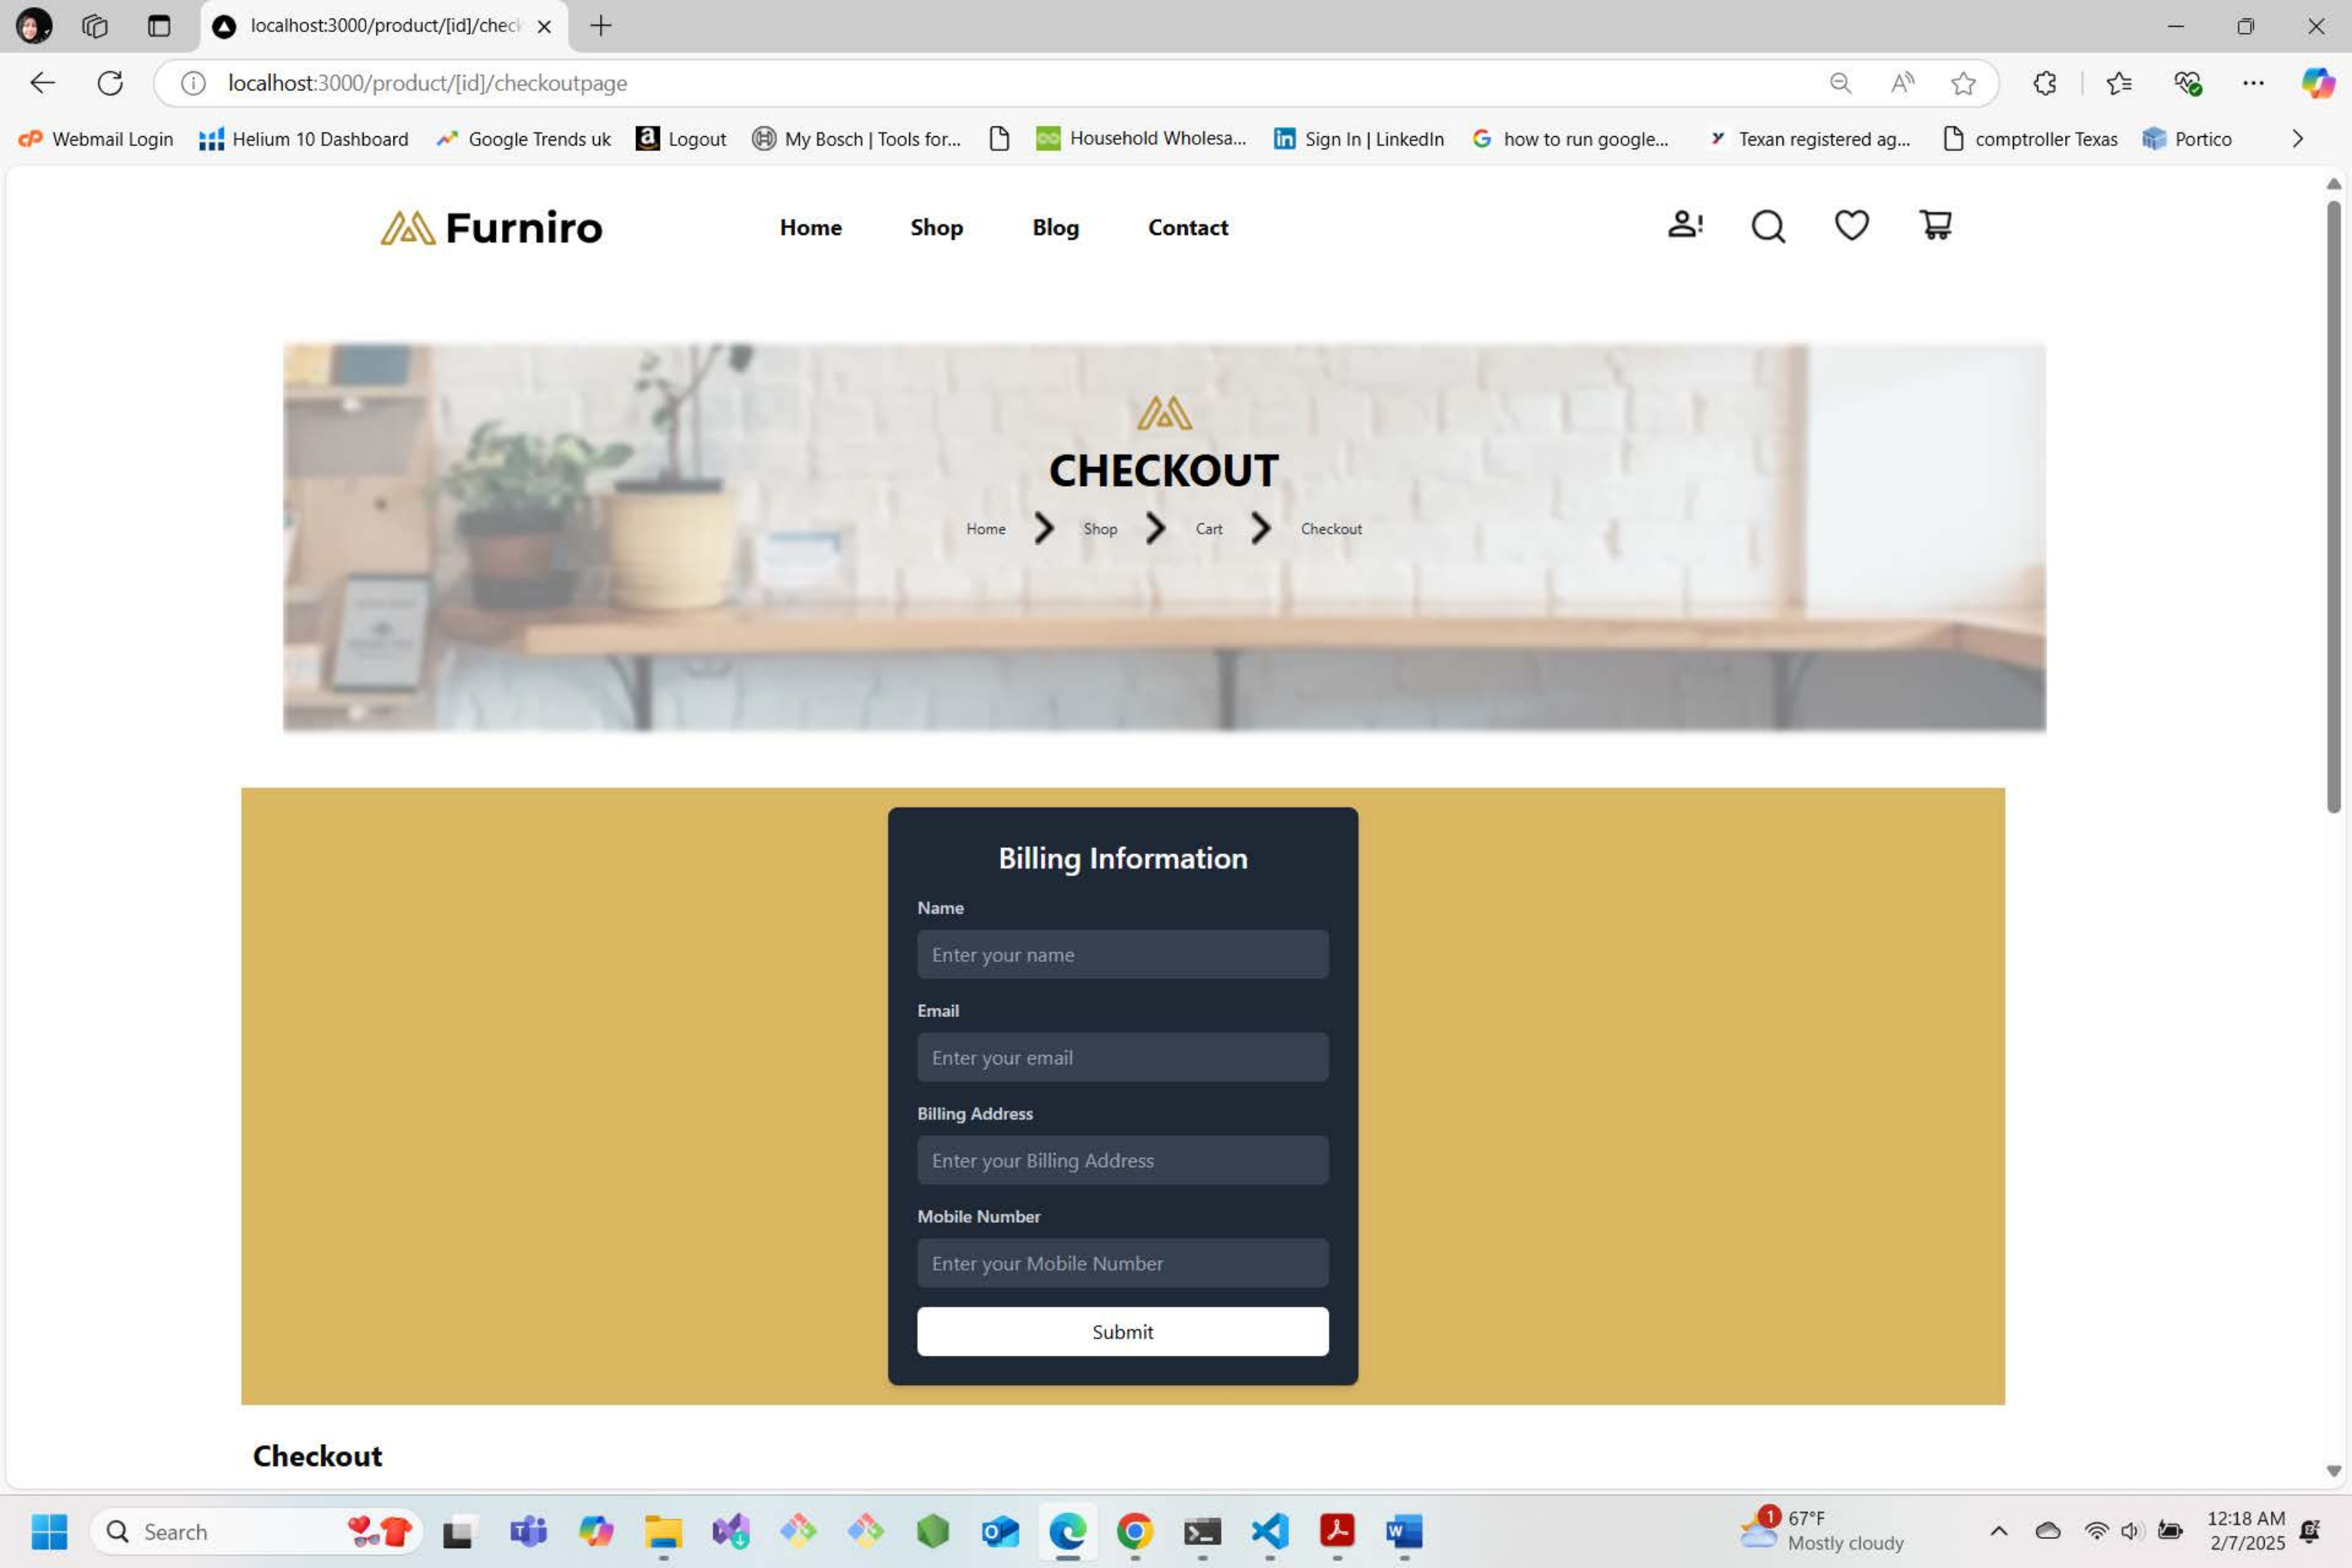 localhost:3000/product/[id]/check
localhost:3000/product/[id]/checkoutpage
Webmail Login Helium 10 Dashboard Google Trends uk Logout My Bosch | Tools for... Household Wholesa... Sign In | LinkedIn how to run google... Texan registered ag... comptroller Texas Portico
Furniro Home Shop Blog Contact
CHECKOUT
Home Shop Cart Checkout
Billing Information
Name
Enter your name
Email
Enter your email
Billing Address
Enter your Billing Address
Mobile Number
Enter your Mobile Number
Submit
Checkout
Search
1 67°F
Mostly cloudy
12:18 AM
2/7/2025